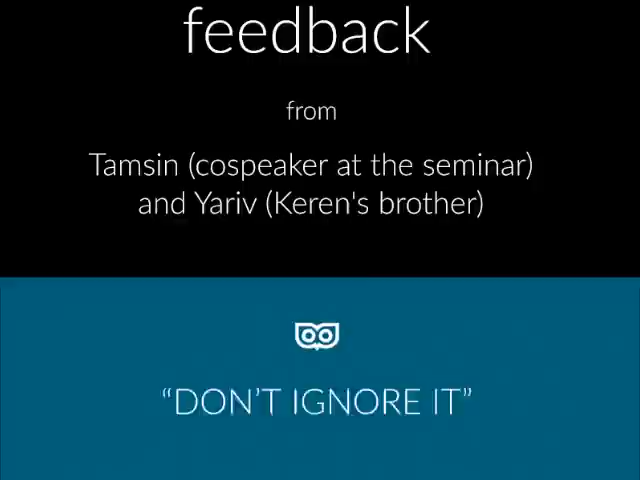 feedback
from
Tamsin (cospeaker at the seminar)
and Yariv (Keren's brother)
“DON’T IGNORE IT”